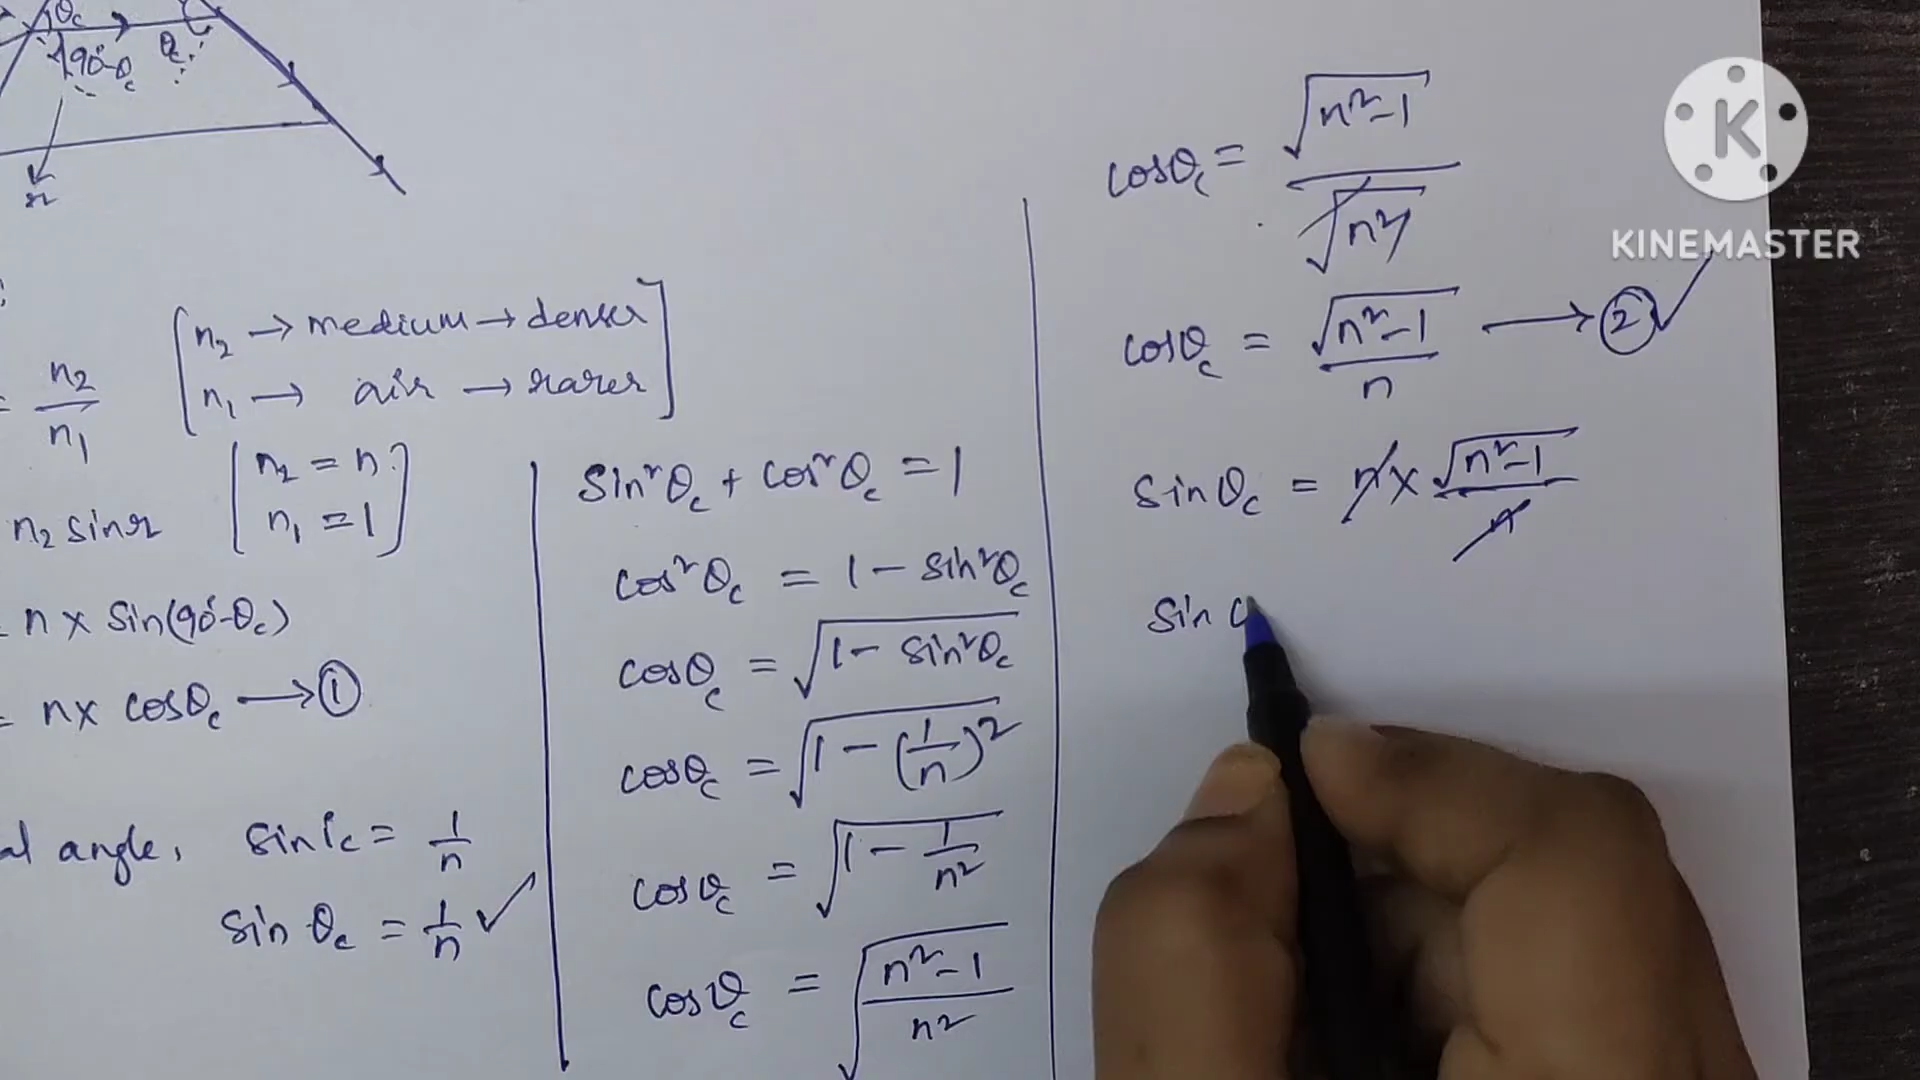 θc
90°-θc
θc
r
= n2/n1
[n2 → medium → denser
n1 → air → rarer]
[n2 = n
n1 = 1]
n2 sin r
= n x sin(90°-θc)
= n x cosθc → ①
al angle, sin ic = 1/n
sin θc = 1/n ✓
sin²θc + cos²θc = 1
cos²θc = 1 - sin²θc
cosθc = √(1 - sin²θc)
cosθc = √(1 - (1/n)²)
cosθc = √(1 - 1/n²)
cosθc = √((n²-1)/n²)
cosθc = √(n²-1)/√(n²)
cosθc = √(n²-1)/n → ② ✓
sinθc = n x √(n²-1)/n
sin
KINEMASTER